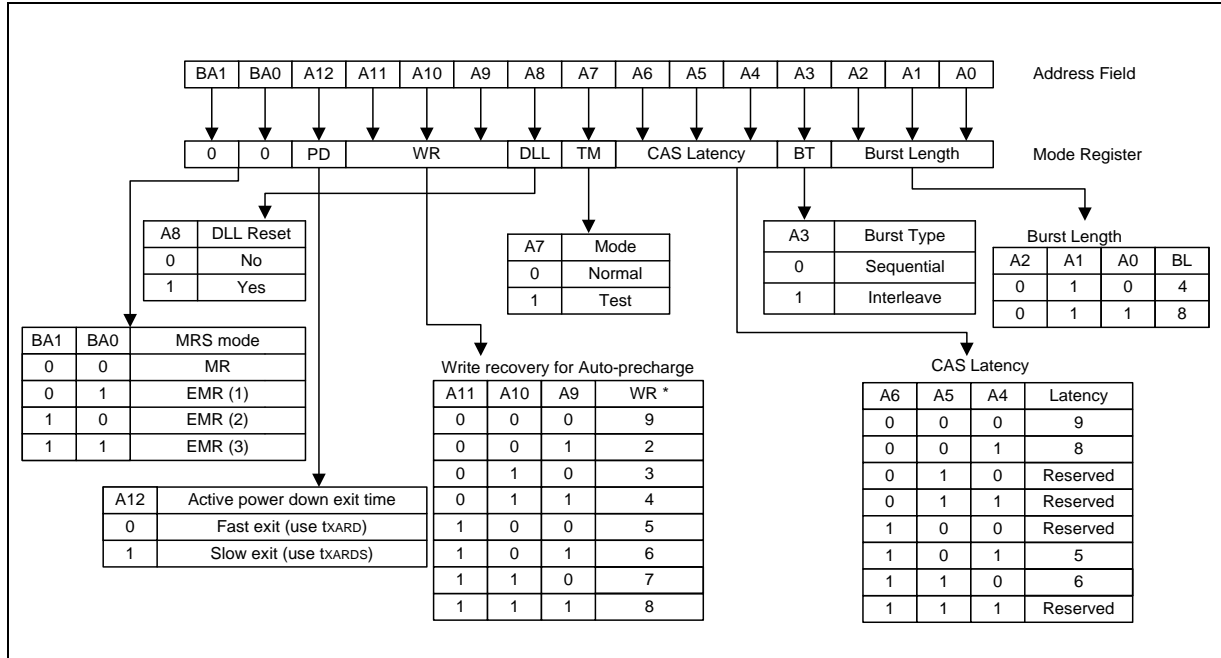 BA1 BA0 A12 A11 A10 A9 A8 A7 A6 A5 A4 A3 A2 A1 A0 Address Field
0 0 PD WR DLL TM CAS Latency BT Burst Length Mode Register
A8 DLL Reset
0 No
1 Yes
A7 Mode
0 Normal
1 Test
A3 Burst Type
0 Sequential
1 Interleave
Burst Length
A2 A1 A0 BL
0 1 0 4
0 1 1 8
BA1 BA0 MRS mode
0 0 MR
0 1 EMR (1)
1 0 EMR (2)
1 1 EMR (3)
A12 Active power down exit time
0 Fast exit (use tXARD)
1 Slow exit (use tXARDS)
Write recovery for Auto-precharge
A11 A10 A9 WR *
0 0 0 9
0 0 1 2
0 1 0 3
0 1 1 4
1 0 0 5
1 0 1 6
1 1 0 7
1 1 1 8
CAS Latency
A6 A5 A4 Latency
0 0 0 9
0 0 1 8
0 1 0 Reserved
0 1 1 Reserved
1 0 0 Reserved
1 0 1 5
1 1 0 6
1 1 1 Reserved